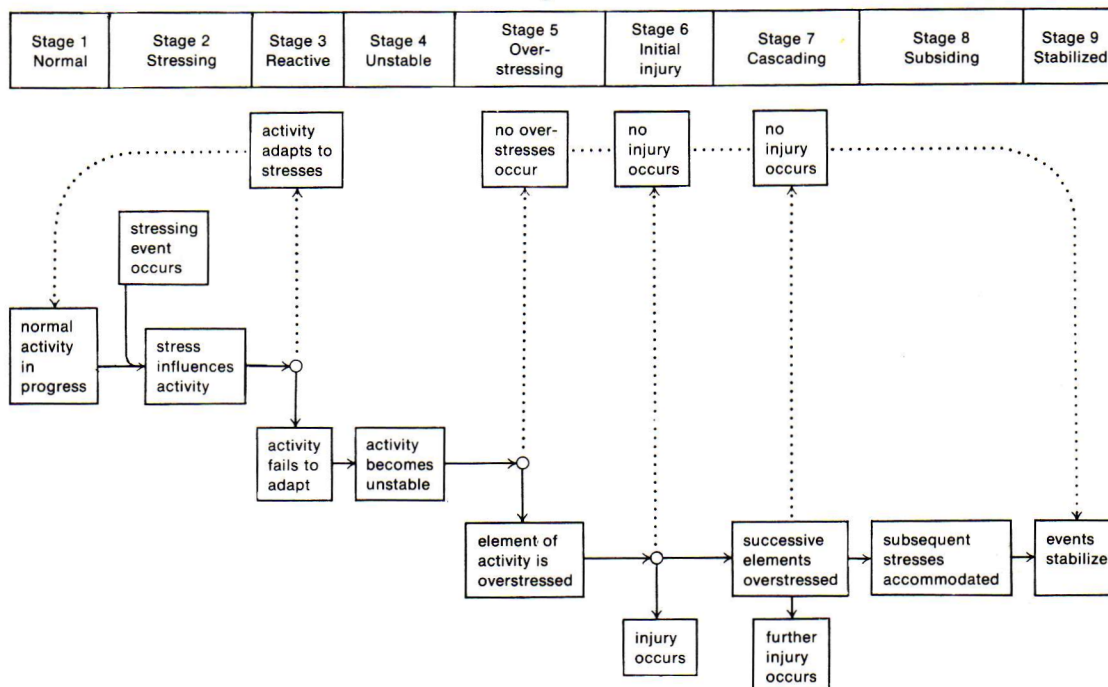 Stage 1
Normal
Stage 2
Stressing
Stage 3
Reactive
Stage 4
Unstable
Stage 5
Over-
stressing
Stage 6
Initial
injury
Stage 7
Cascading
Stage 8
Subsiding
Stage 9
Stabilized
activity
adapts to
stresses
no over-
stresses
occur
no
injury
occurs
no
injury
occurs
stressing
event
occurs
normal
activity
in
progress
stress
influences
activity
activity
fails to
adapt
activity
becomes
unstable
element of
activity is
overstressed
successive
elements
overstressed
subsequent
stresses
accommodated
events
stabilize
injury
occurs
further
injury
occurs